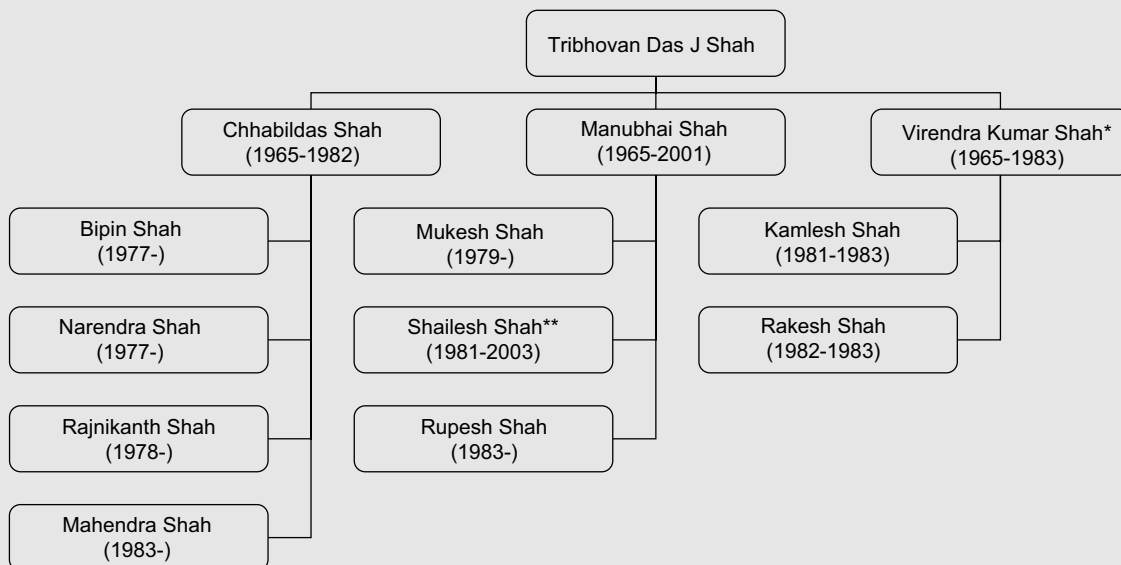 Tribhovan Das J Shah
Chhabildas Shah
(1965-1982)
Manubhai Shah
(1965-2001)
Virendra Kumar Shah*
(1965-1983)
Bipin Shah
(1977-)
Mukesh Shah
(1979-)
Kamlesh Shah
(1981-1983)
Narendra Shah
(1977-)
Shailesh Shah**
(1981-2003)
Rakesh Shah
(1982-1983)
Rajnikanth Shah
(1978-)
Rupesh Shah
(1983-)
Mahendra Shah
(1983-)